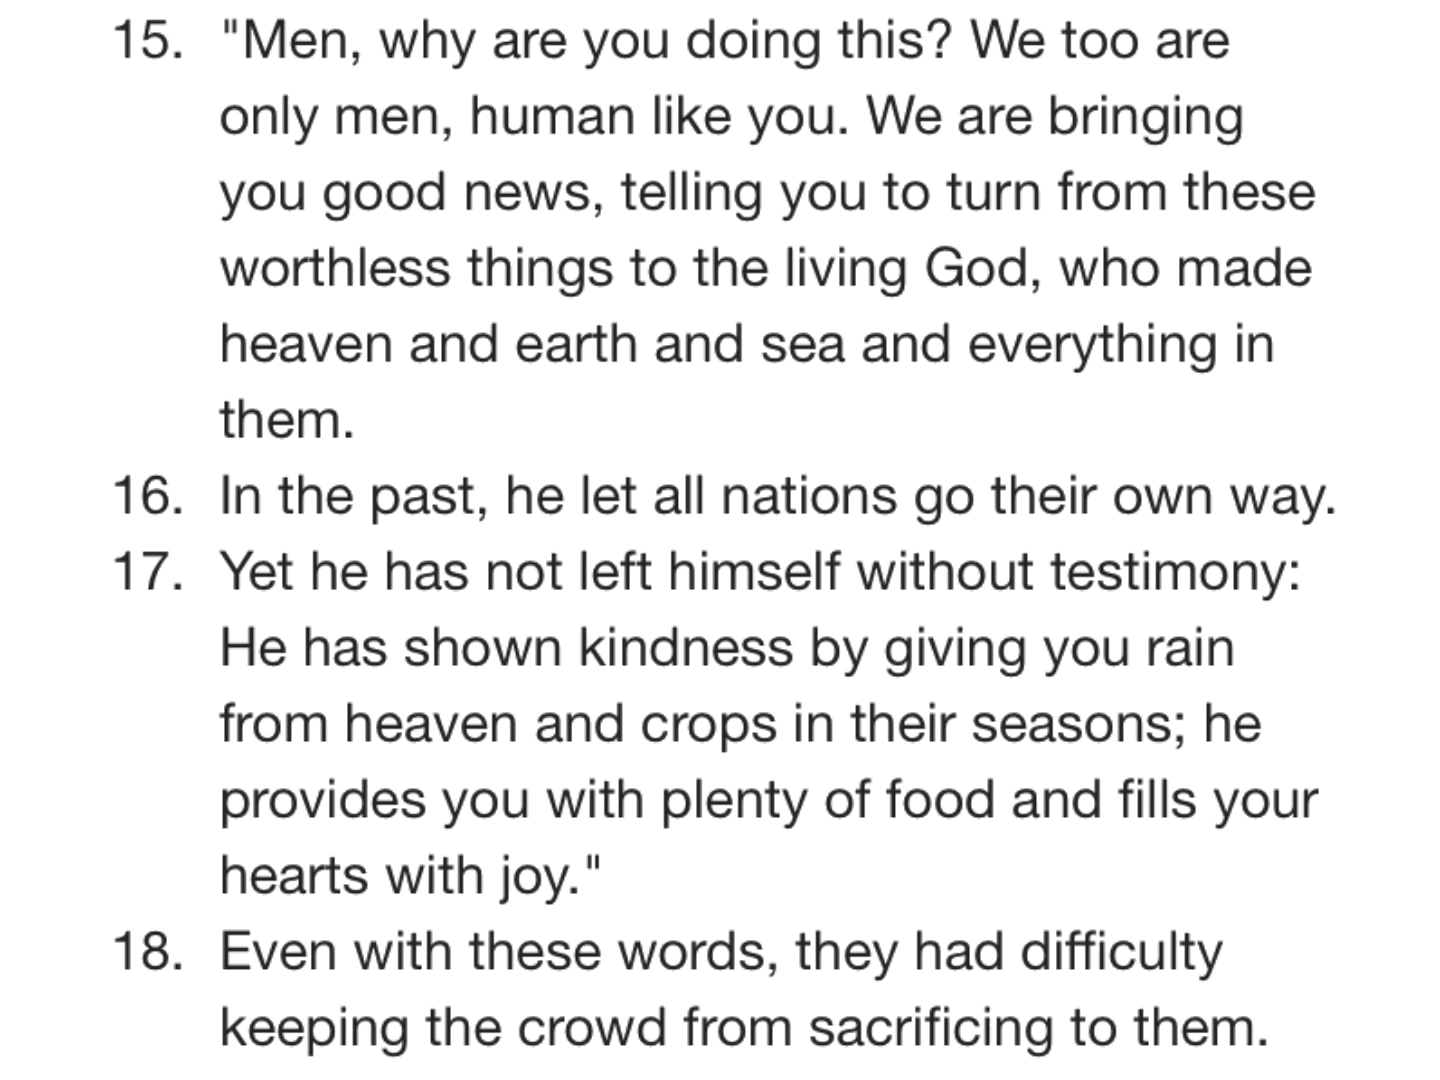 15. "Men, why are you doing this? We too are
only men, human like you. We are bringing
you good news, telling you to turn from these
worthless things to the living God, who made
heaven and earth and sea and everything in
them.
16. In the past, he let all nations go their own way.
17. Yet he has not left himself without testimony:
He has shown kindness by giving you rain
from heaven and crops in their seasons; he
provides you with plenty of food and fills your
hearts with joy."
18. Even with these words, they had difficulty
keeping the crowd from sacrificing to them.